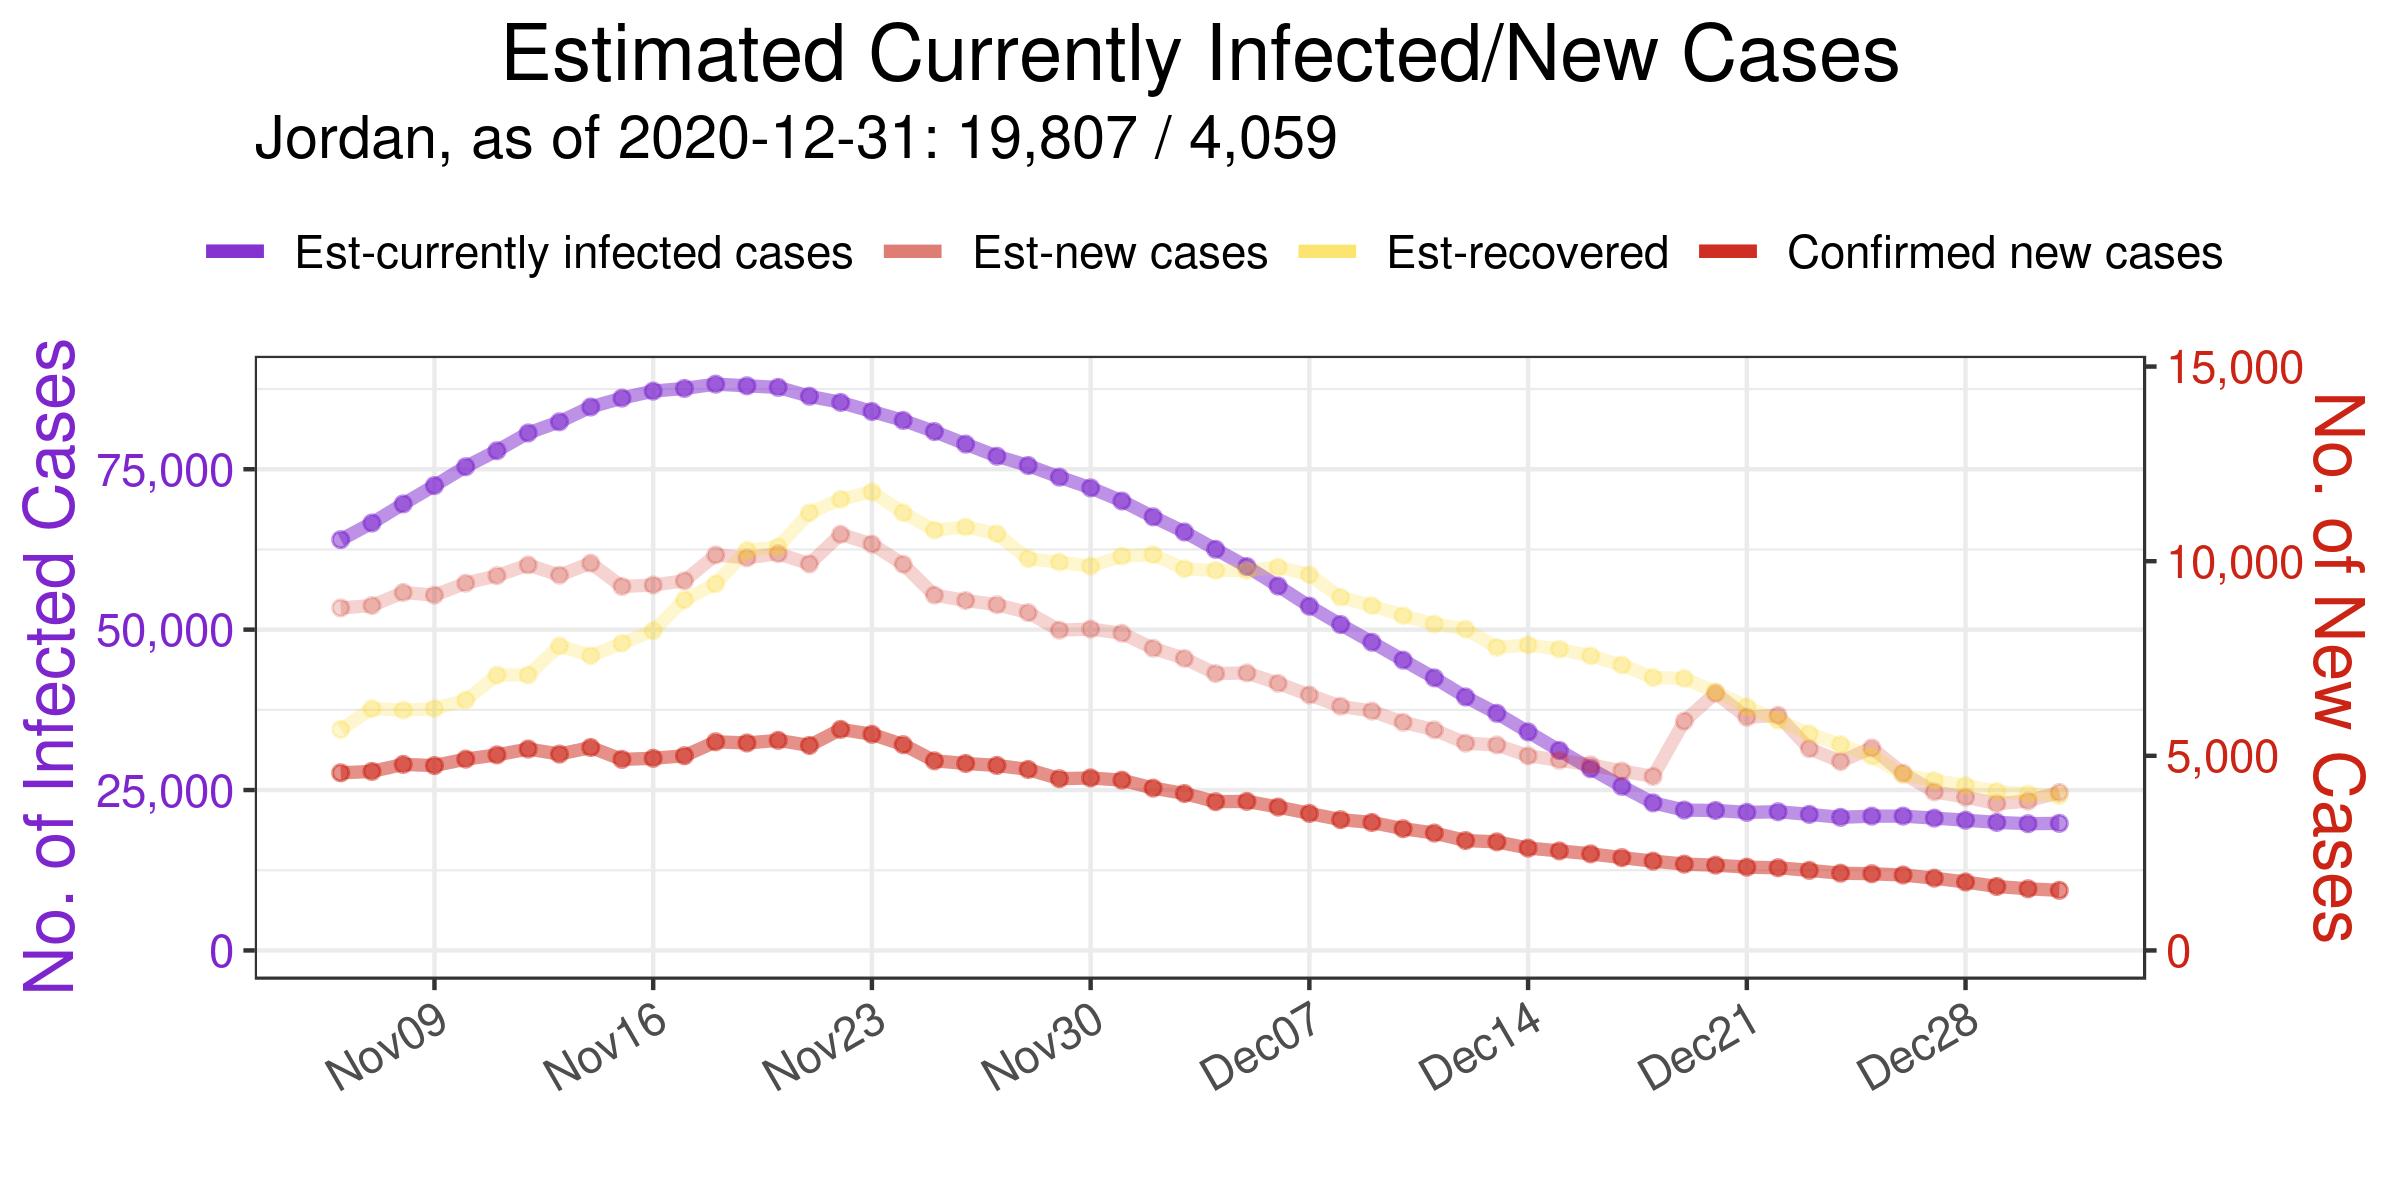 Estimated Currently Infected/New Cases
Jordan, as of 2020-12-31: 19,807 / 4,059
Est-currently infected cases Est-new cases Est-recovered Confirmed new cases
No. of Infected Cases
75,000
50,000
25,000
0
15,000
10,000
5,000
0
No. of New Cases
Nov09 Nov16 Nov23 Nov30 Dec07 Dec14 Dec21 Dec28